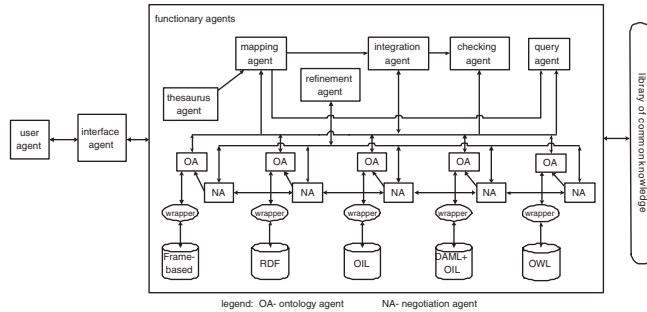 functionary agents
mapping
agent
integration
agent
checking
agent
query
agent
refinement
agent
thesaurus
agent
user
agent
interface
agent
library of common knowledge
OA
OA
OA
OA
OA
NA
NA
NA
NA
NA
wrapper
wrapper
wrapper
wrapper
wrapper
Frame-
based
RDF
OIL
DAML+
OIL
OWL
legend: OA- ontology agent NA- negotiation agent